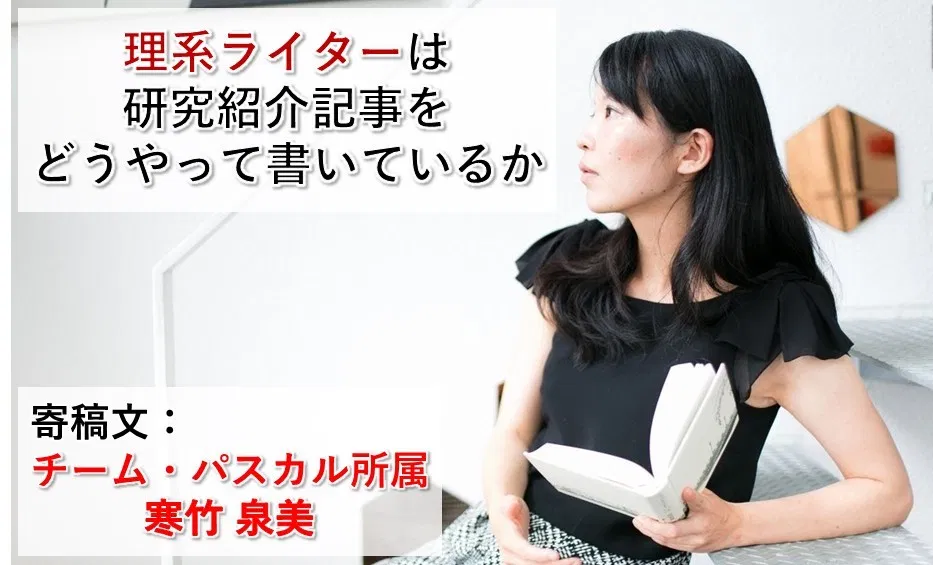 理系ライターは
研究紹介記事を
どうやって書いているか
寄稿文：
チーム・パスカル所属
寒竹 泉美